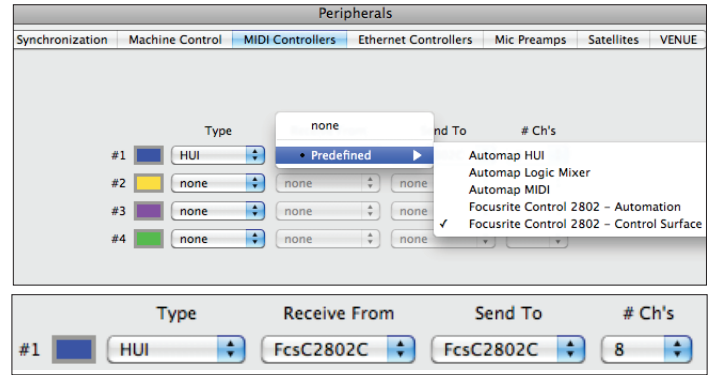 Peripherals
Synchronization Machine Control MIDI Controllers Ethernet Controllers Mic Preamps Satellites VENUE
Type nd To # Ch's
none
#1 HUI
• Predefined
Automap HUI
Automap Logic Mixer
Automap MIDI
Focusrite Control 2802 – Automation
✓ Focusrite Control 2802 – Control Surface
#2 none none none
#3 none none none
#4 none none none
Type Receive From Send To # Ch's
#1 HUI FcsC2802C FcsC2802C 8